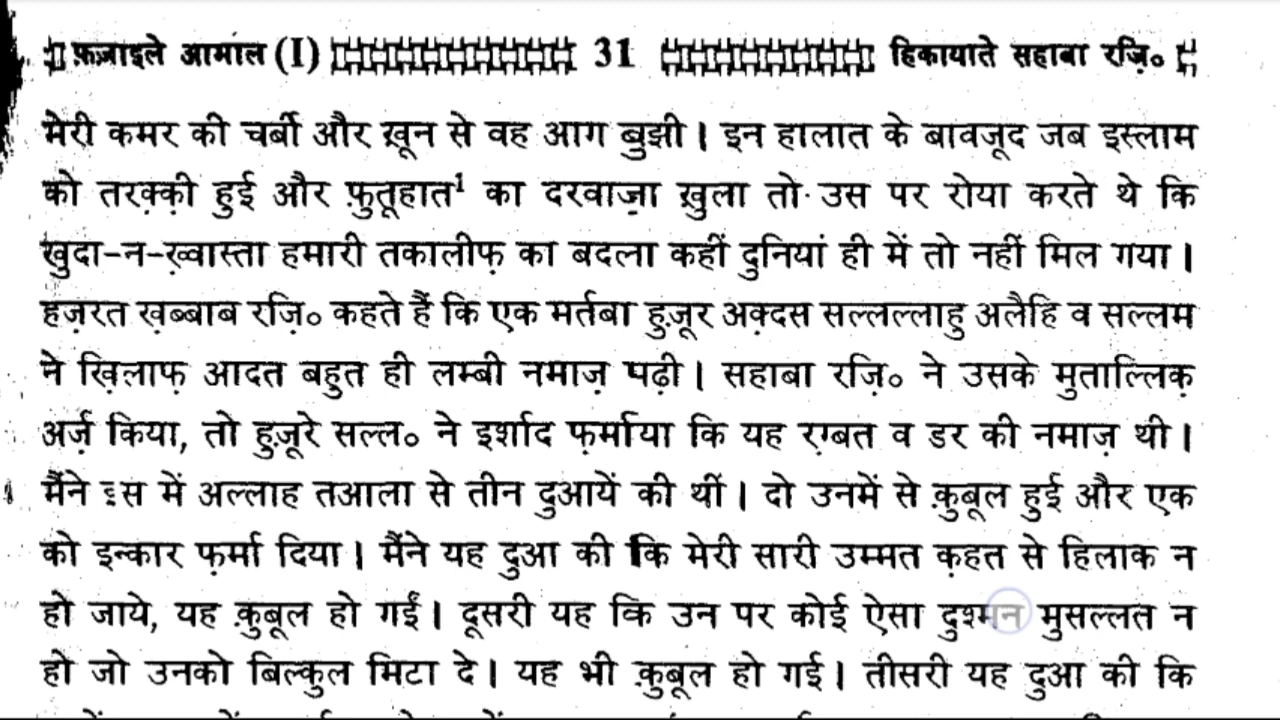 फ़ज़ाइले आमाल (I) 31 हिकायाते सहाबा रज़ि॰
मेरी कमर की चर्बी और ख़ून से वह आग बुझी। इन हालात के बावजूद जब इस्लाम
को तरक़्क़ी हुई और फ़ुतूहात¹ का दरवाज़ा ख़ुला तो उस पर रोया करते थे कि
ख़ुदा-न-ख़्वास्ता हमारी तकालीफ़ का बदला कहीं दुनियां ही में तो नहीं मिल गया।
हज़रत ख़ब्बाब रज़ि॰ कहते हैं कि एक मर्तबा हुज़ूर अक़्दस सल्लल्लाहु अलैहि व सल्लम
ने ख़िलाफ़ आदत बहुत ही लम्बी नमाज़ पढ़ी। सहाबा रज़ि॰ ने उसके मुताल्लिक़
अर्ज़ किया, तो हुज़ूरे सल्ल॰ ने इर्शाद फ़र्माया कि यह रग़्बत व डर की नमाज़ थी।
मैंने इस में अल्लाह तआला से तीन दुआयें की थीं। दो उनमें से क़ुबूल हुई और एक
को इन्कार फ़र्मा दिया। मैंने यह दुआ की कि मेरी सारी उम्मत क़हत से हिलाक न
हो जाये, यह क़ुबूल हो गईं। दूसरी यह कि उन पर कोई ऐसा दुश्मन मुसल्लत न
हो जो उनको बिल्कुल मिटा दे। यह भी क़ुबूल हो गई। तीसरी यह दुआ की कि